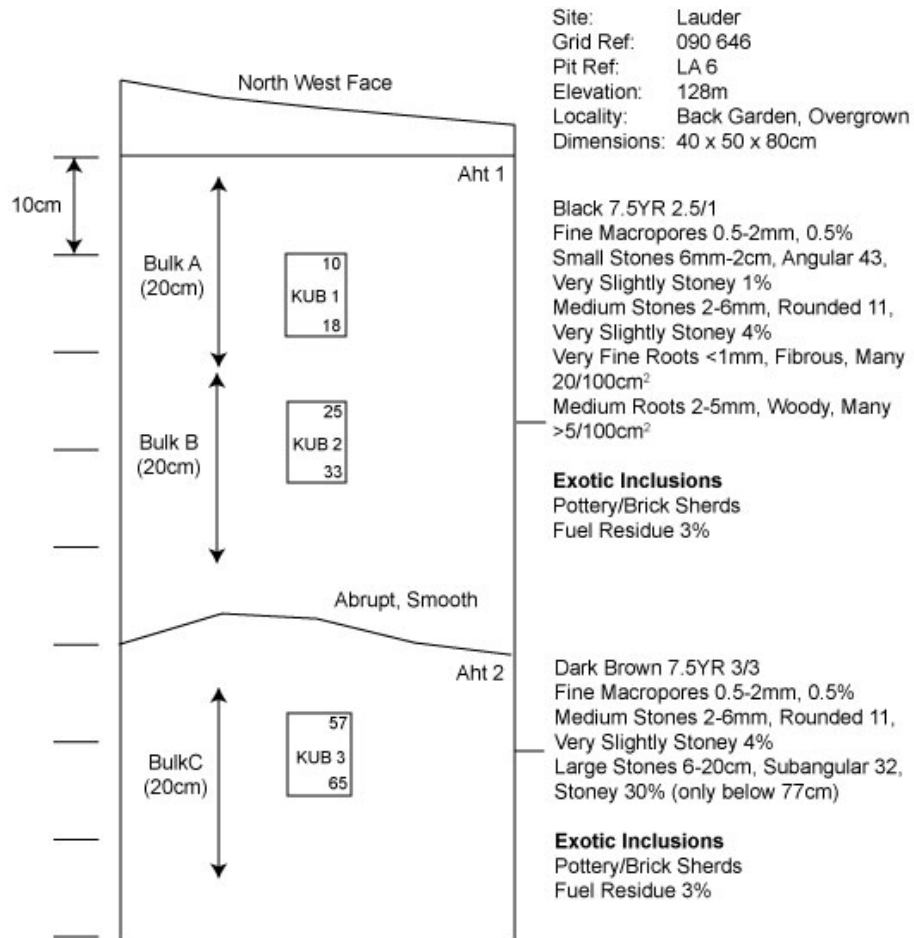 Site: Lauder
Grid Ref: 090 646
Pit Ref: LA 6
Elevation: 128m
Locality: Back Garden, Overgrown
Dimensions: 40 x 50 x 80cm
North West Face
Aht 1
10cm
Bulk A
(20cm)
10
KUB 1
18
Bulk B
(20cm)
25
KUB 2
33
Black 7.5YR 2.5/1
Fine Macropores 0.5-2mm, 0.5%
Small Stones 6mm-2cm, Angular 43,
Very Slightly Stoney 1%
Medium Stones 2-6mm, Rounded 11,
Very Slightly Stoney 4%
Very Fine Roots <1mm, Fibrous, Many
20/100cm²
Medium Roots 2-5mm, Woody, Many
>5/100cm²
Exotic Inclusions
Pottery/Brick Sherds
Fuel Residue 3%
Abrupt, Smooth
Aht 2
BulkC
(20cm)
57
KUB 3
65
Dark Brown 7.5YR 3/3
Fine Macropores 0.5-2mm, 0.5%
Medium Stones 2-6mm, Rounded 11,
Very Slightly Stoney 4%
Large Stones 6-20cm, Subangular 32,
Stoney 30% (only below 77cm)
Exotic Inclusions
Pottery/Brick Sherds
Fuel Residue 3%